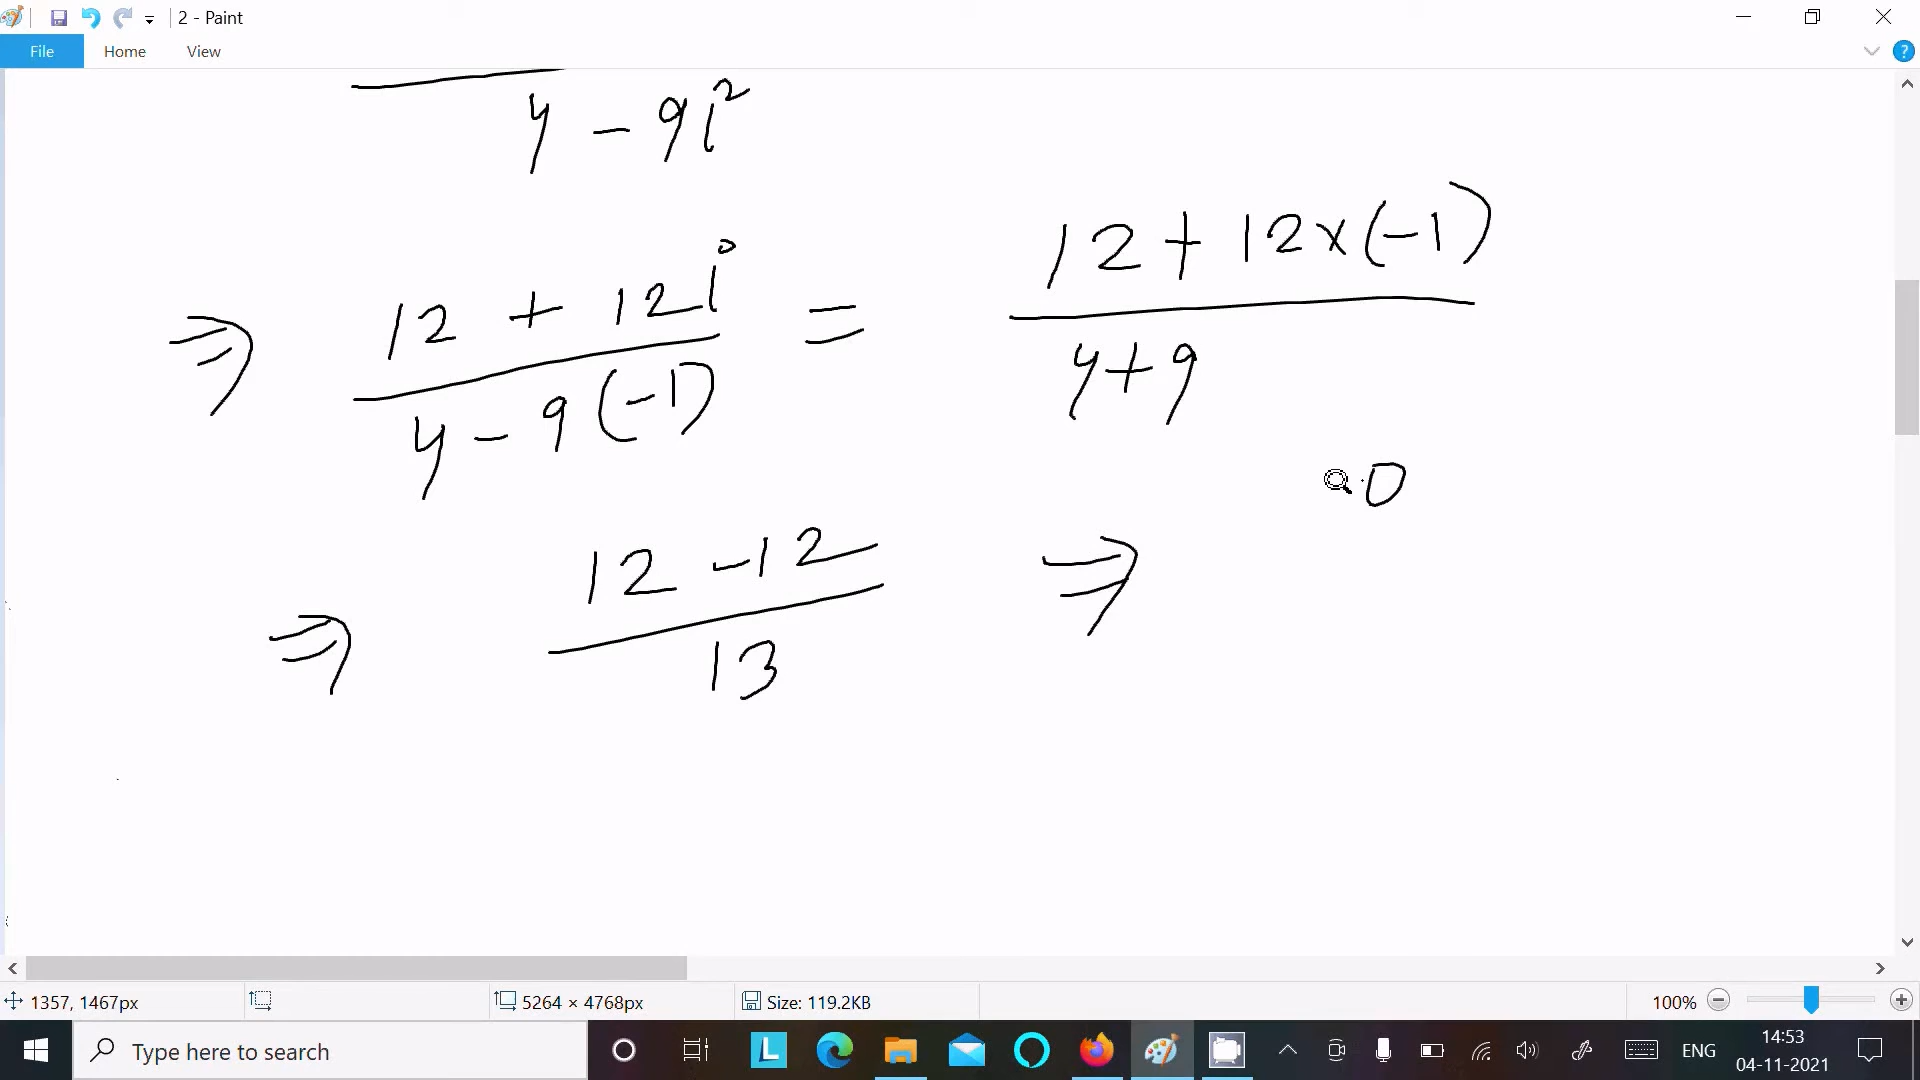 2 - Paint
File Home View
4 - 9i²
⇒ 12 + 12i / 4 - 9(-1) = 12 + 12×(-1) / 4+9
0
⇒ 12 -12 / 13 ⇒
1357, 1467px 5264 × 4768px Size: 119.2KB 100%
Type here to search L ENG 14:53
04-11-2021